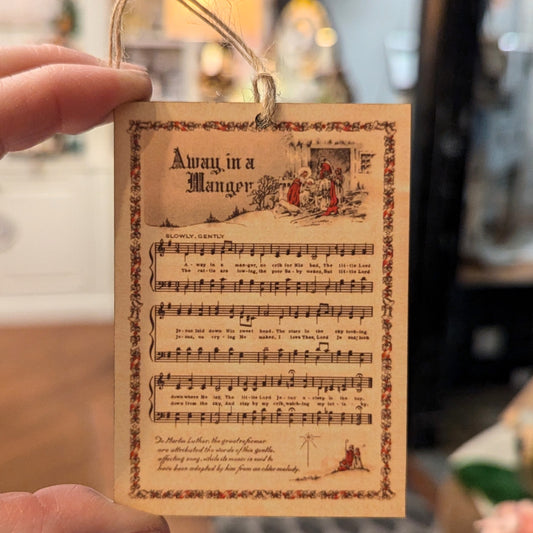 Away in a
Manger
SLOWLY, GENTLY
A - way in a man-ger, no crib for His bed, The lit-tle Lord
The cat-tle are low-ing, the poor Ba-by wakes, But lit-tle Lord
Je-sus laid down His sweet head. The stars in the sky look-ing
Je-sus, no cry-ing He makes, I love Thee, Lord Je-sus, look
down where He lay, The lit-tle Lord Je-sus a-sleep in the hay.
down from the sky, And stay by my crib, watch-ing my lul-la-by.
To Martin Luther, the great reformer
are attributed the words of this gentle,
affecting song, while its music is said to
have been adapted by him from an older melody.